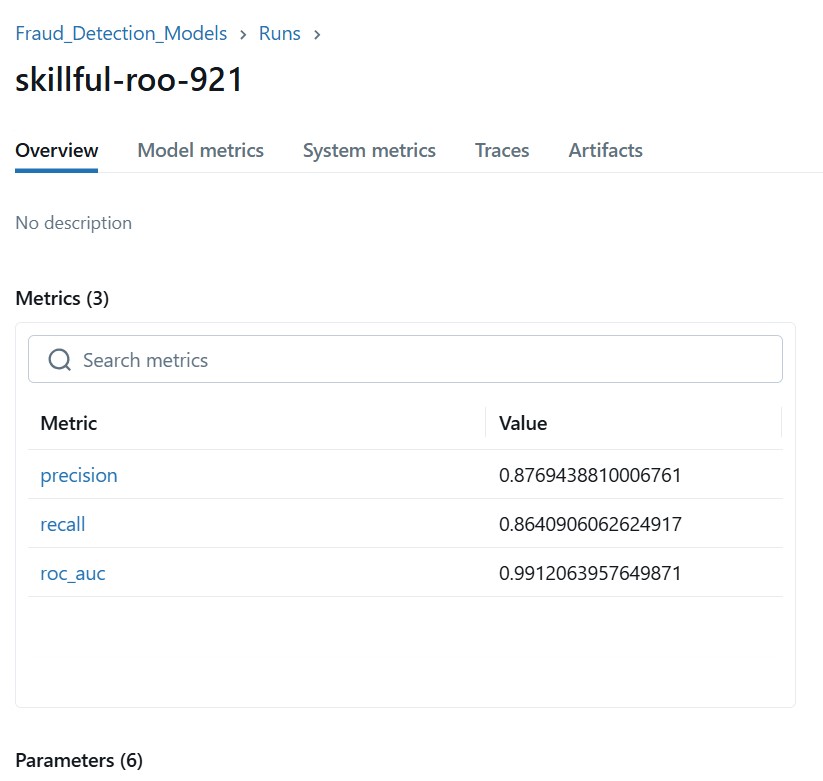 Fraud_Detection_Models > Runs >
skillful-roo-921
Overview Model metrics System metrics Traces Artifacts
No description
Metrics (3)
Search metrics
Metric Value
precision 0.8769438810006761
recall 0.8640906062624917
roc_auc 0.9912063957649871
Parameters (6)